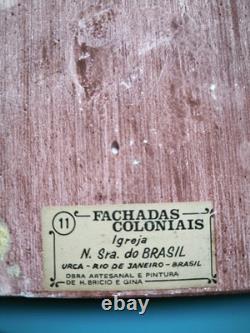 11 FACHADAS
COLONIAIS
Igreja
N. Sra. do BRASIL
URCA - RIO DE JANEIRO - BRASIL
OBRA ARTESANAL E PINTURA
DE H. BRICIO E GINA